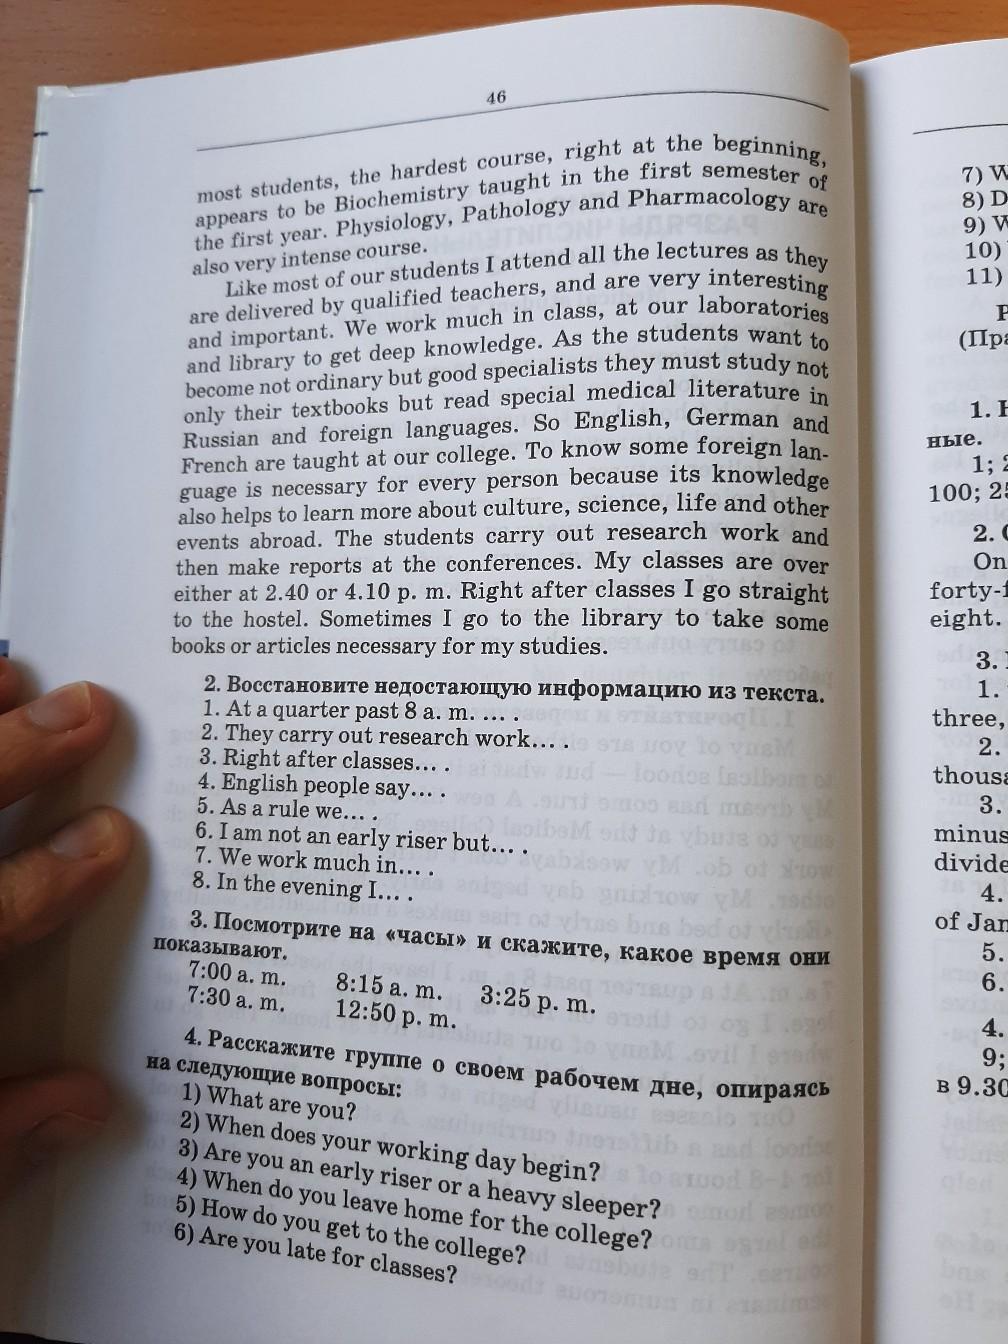 46
most students, the hardest course, right at the beginning,
appears to be Biochemistry taught in the first semester of
the first year. Physiology, Pathology and Pharmacology are
also very intense course.
Like most of our students I attend all the lectures as they
are delivered by qualified teachers, and are very interesting
and important. We work much in class, at our laboratories
and library to get deep knowledge. As the students want to
become not ordinary but good specialists they must study not
only their textbooks but read special medical literature in
Russian and foreign languages. So English, German and
French are taught at our college. To know some foreign lan-
guage is necessary for every person because its knowledge
also helps to learn more about culture, science, life and other
events abroad. The students carry out research work and
then make reports at the conferences. My classes are over
either at 2.40 or 4.10 p. m. Right after classes I go straight
to the hostel. Sometimes I go to the library to take some
books or articles necessary for my studies.
2. Восстановите недостающую информацию из текста.
1. At a quarter past 8 a. m. ... .
2. They carry out research work... .
3. Right after classes... .
4. English people say... .
5. As a rule we... .
6. I am not an early riser but... .
7. We work much in... .
8. In the evening I... .
3. Посмотрите на «часы» и скажите, какое время они
показывают.
7:00 a. m. 8:15 a. m. 3:25 p. m.
7:30 a. m. 12:50 p. m.
4. Расскажите группе о своем рабочем дне, опираясь
на следующие вопросы:
1) What are you?
2) When does your working day begin?
3) Are you an early riser or a heavy sleeper?
4) When do you leave home for the college?
5) How do you get to the college?
6) Are you late for classes?
7)
8)
9)
10)
11)
1.
ные.
1;
100;
2.
On
eight.
3.
1.
three,
2.
3.
minus
divide
4.
of Jan
5.
6.
4.
9;
в 9.30